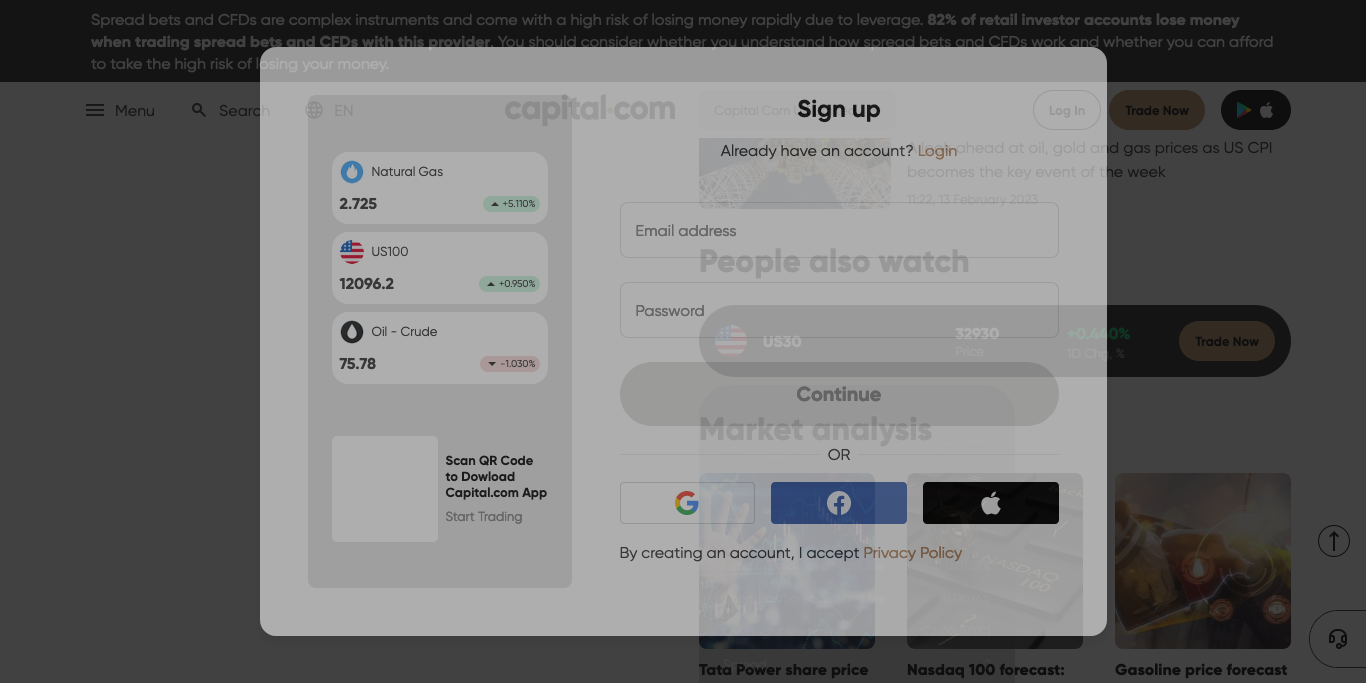 Spread bets and CFDs are complex instruments and come with a high risk of losing money rapidly due to leverage. 82% of retail investor accounts lose money
when trading spread bets and CFDs with this provider. You should consider whether you understand how spread bets and CFDs work and whether you can afford
to take the high risk of losing your money.
Menu
Search
EN
capital.com
Capital Com
Log In
Trade Now
Sign up
Already have an account? Login
ahead at oil, gold and gas prices as US CPI
becomes the key event of the week
11:22, 13 February 2023
Natural Gas
2.725
+5.110%
US100
12096.2
+0.950%
Oil - Crude
75.78
-1.030%
Scan QR Code
to Dowload
Capital.com App
Start Trading
Email address
People also watch
Password
US30
32930
Price
+0.440%
1D Chg, %
Trade Now
Continue
Market analysis
OR
By creating an account, I accept Privacy Policy
NASDAQ
100
Tata Power share price
Nasdaq 100 forecast:
Gasoline price forecast